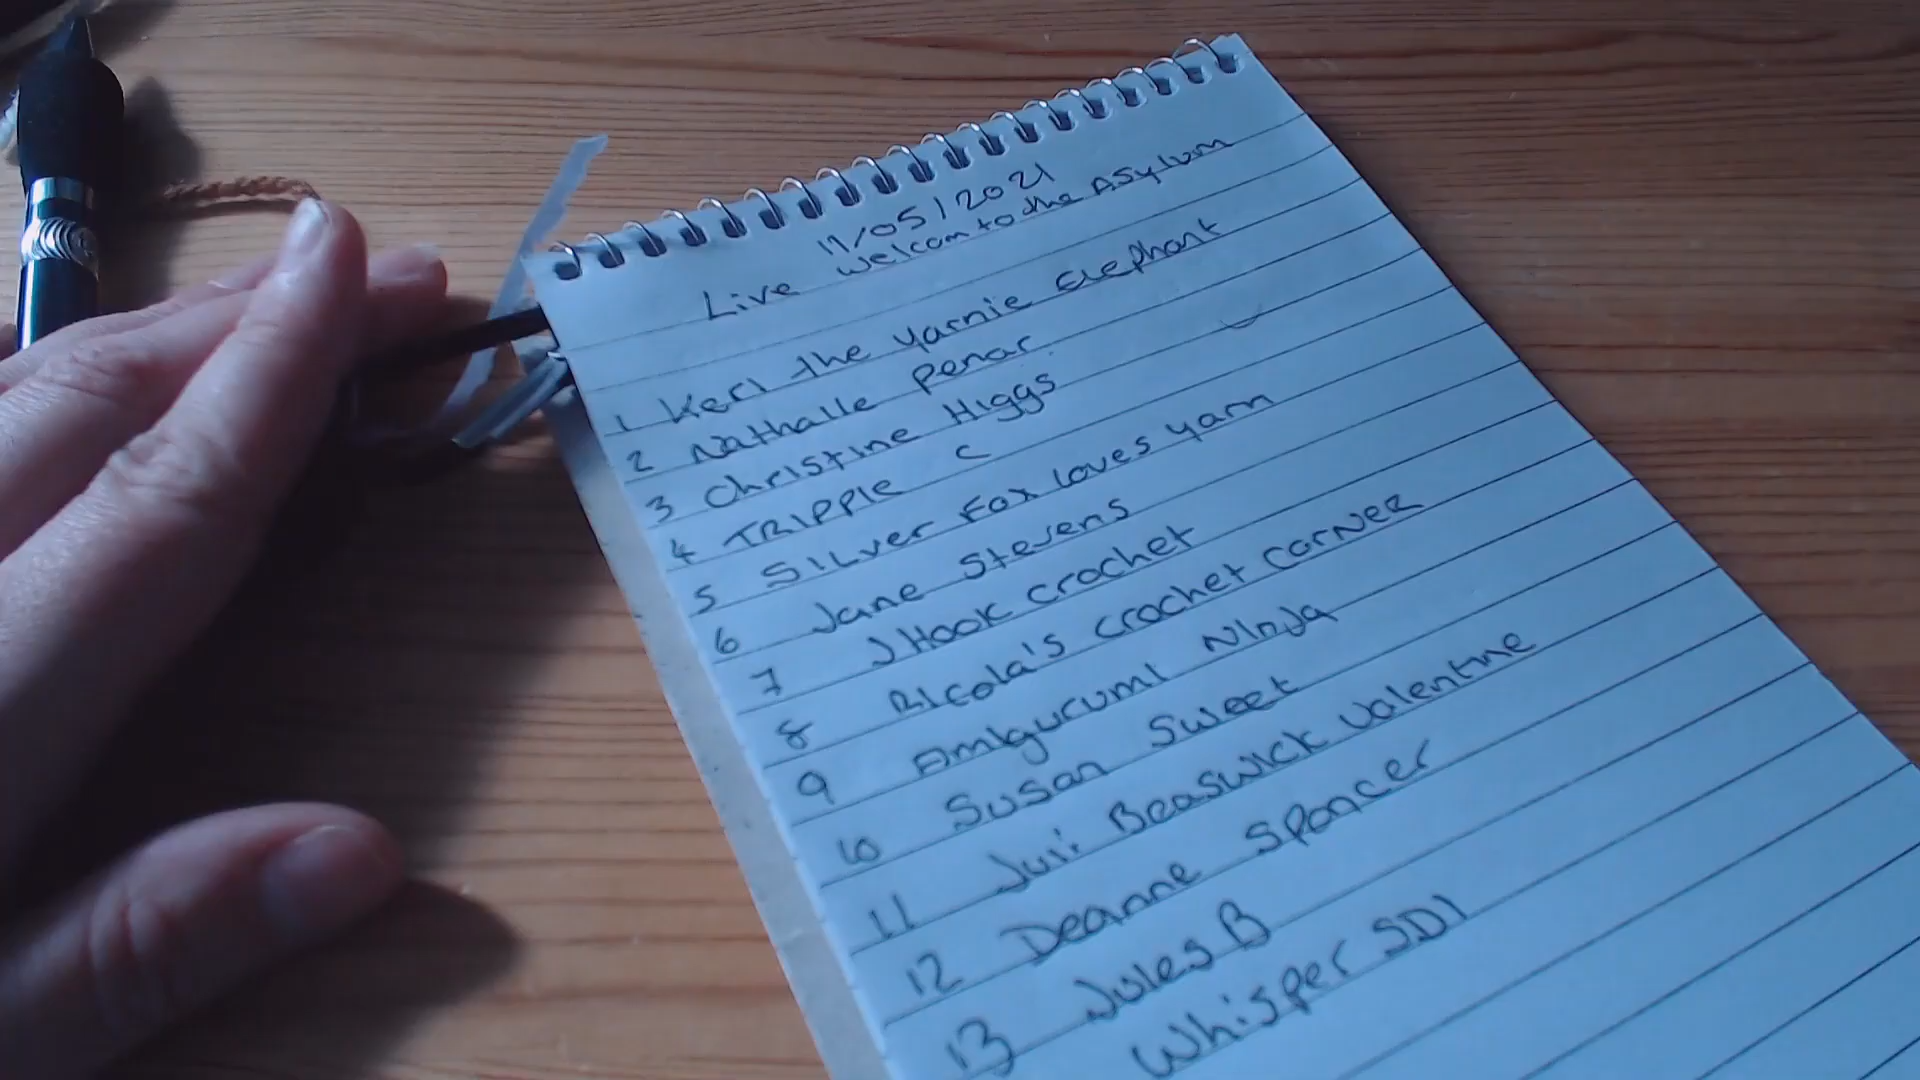 11/05/2021
Live Welcom to the Asylum
1 Keri the Yarnie Elephant
2 Nathalie Penar
3 Christine Higgs
4 TRIPPLE C
5 SILver Fox Loves yarn
6 Jane Stevens
7 J Hook crochet
8 Ricola's crochet corner
9 Amigurumi Ninja
10 Susan Sweet
11 Juli Beaswick Valentine
12 Deanne Spencer
13 Jules B
Whisper SD1